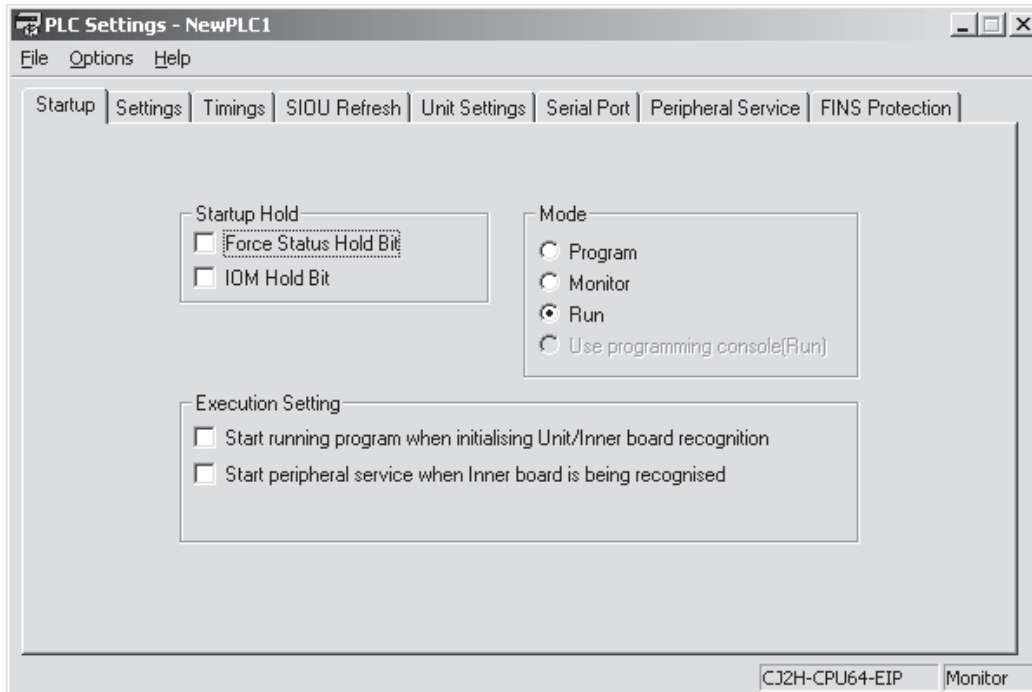 PLC Settings - NewPLC1
File Options Help
Startup Settings Timings SIOU Refresh Unit Settings Serial Port Peripheral Service FINS Protection
Startup Hold
Force Status Hold Bit
IOM Hold Bit
Mode
Program
Monitor
Run
Use programming console(Run)
Execution Setting
Start running program when initialising Unit/Inner board recognition
Start peripheral service when Inner board is being recognised
CJ2H-CPU64-EIP Monitor